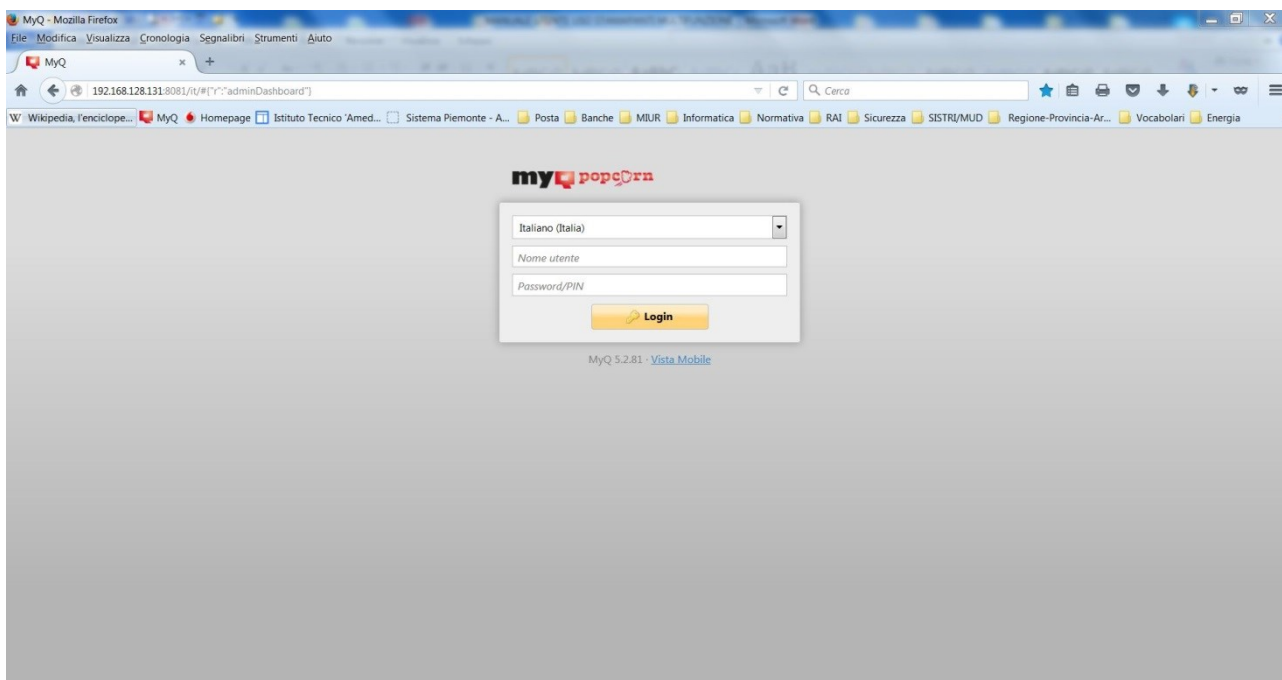 MyQ - Mozilla Firefox
File Modifica Visualizza Cronologia Segnalibri Strumenti Aiuto
MyQ × +
192.168.128.131:8081/it/#{"r":"adminDashboard"} Cerca
W Wikipedia, l'enciclope... MyQ Homepage Istituto Tecnico 'Amed... Sistema Piemonte - A... Posta Banche MIUR Informatica Normativa RAI Sicurezza SISTRI/MUD Regione-Provincia-Ar... Vocabolari Energia
myQ popcorn
Italiano (Italia)
Nome utente
Password/PIN
Login
MyQ 5.2.81 · Vista Mobile